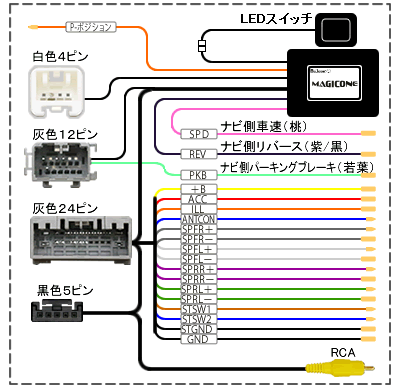 LEDスイッチ
P-ポジション
白色4ピン
MAGICONE
ナビ側車速(桃)
SPD
灰色12ピン
ナビ側リバース(紫/黒)
REV
ナビ側パーキングブレーキ(若葉)
PKB
+B
灰色24ピン
ACC
ILL
ANTCON
SPFR+
SPFR-
SPFL+
SPFL-
SPRR+
SPRR-
黒色5ピン
SPRL+
SPRL-
STSW1
STSW2
STGND
GND
RCA